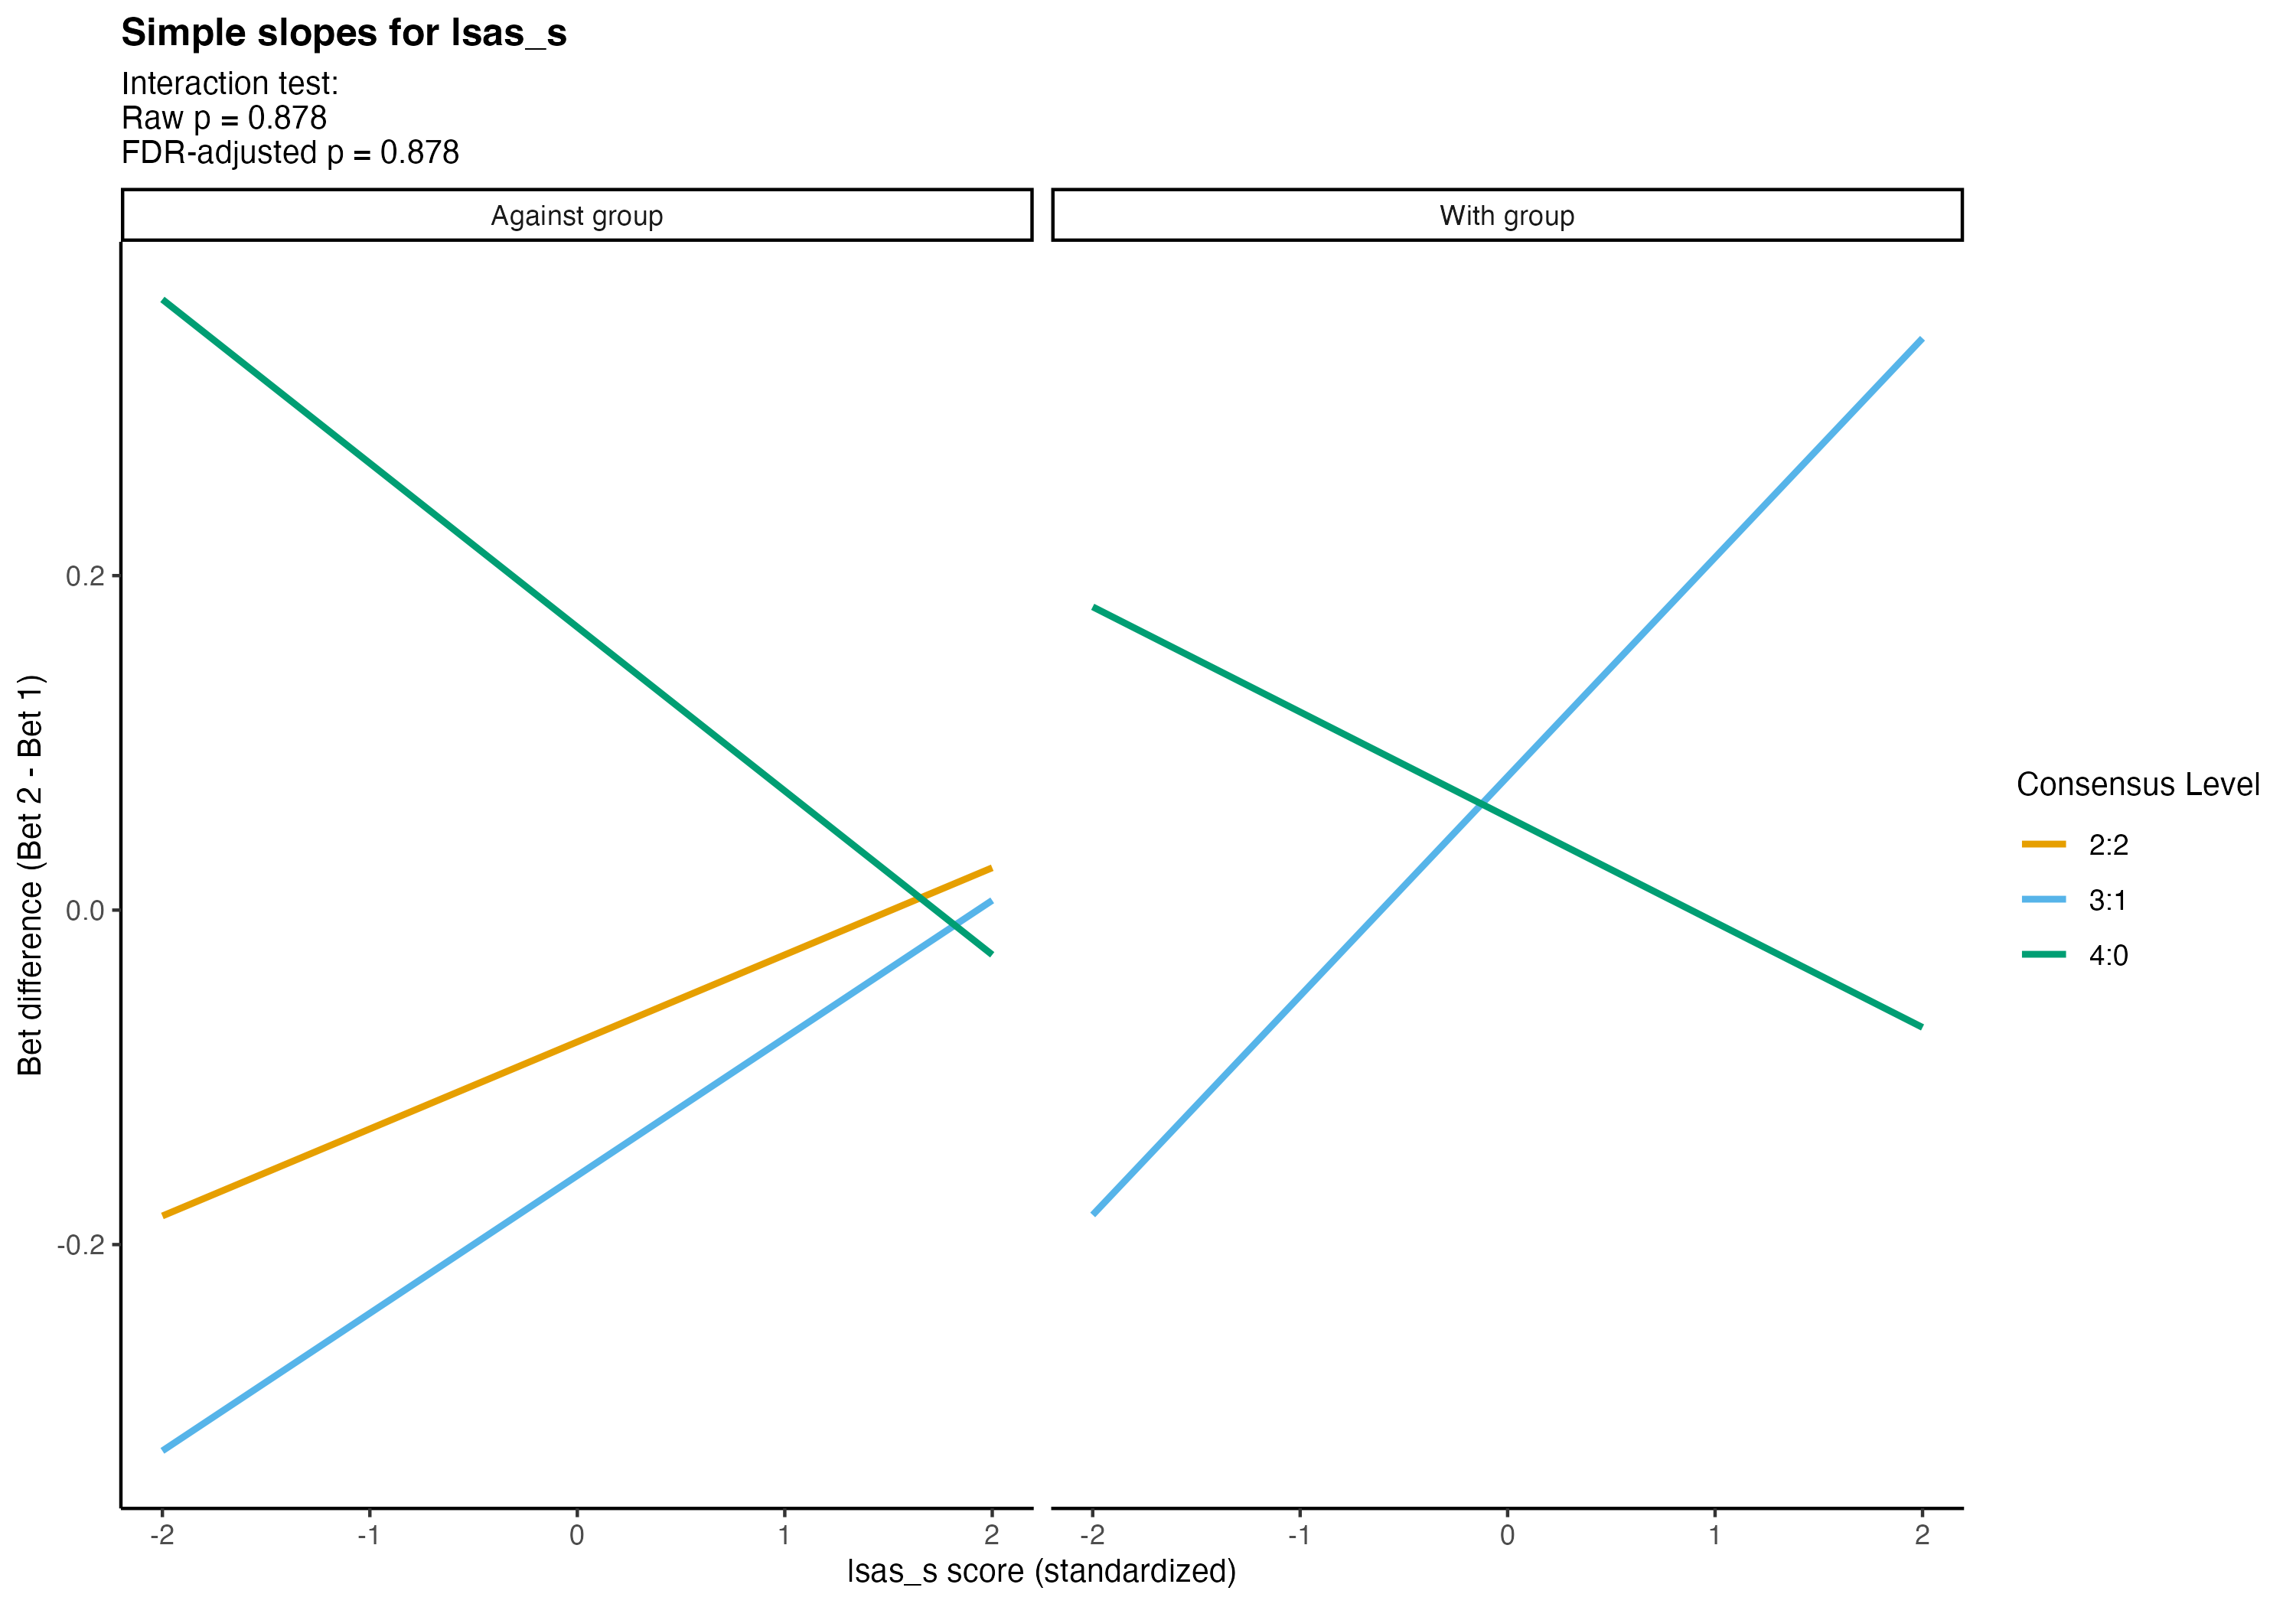 Simple slopes for lsas_s
Interaction test:
Raw p = 0.878
FDR-adjusted p = 0.878
Against group
With group
Bet difference (Bet 2 - Bet 1)
0.2
0.0
-0.2
-2
-1
0
1
2
-2
-1
0
1
2
lsas_s score (standardized)
Consensus Level
2:2
3:1
4:0